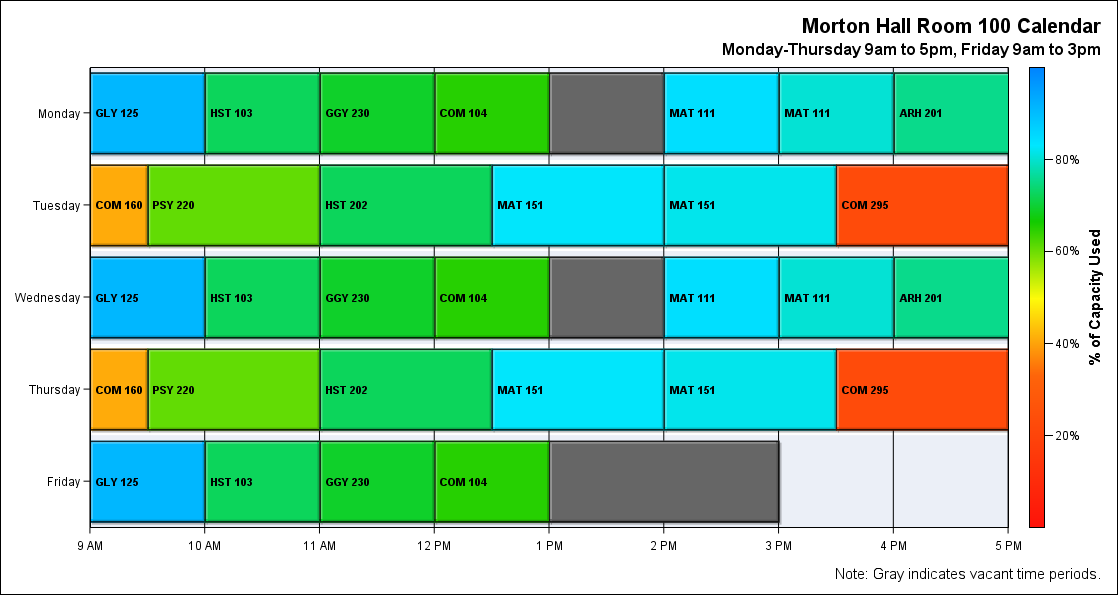 Morton Hall Room 100 Calendar
Monday-Thursday 9am to 5pm, Friday 9am to 3pm
Monday
GLY 125
HST 103
GGY 230
COM 104
MAT 111
MAT 111
ARH 201
Tuesday
COM 160
PSY 220
HST 202
MAT 151
MAT 151
COM 295
Wednesday
GLY 125
HST 103
GGY 230
COM 104
MAT 111
MAT 111
ARH 201
Thursday
COM 160
PSY 220
HST 202
MAT 151
MAT 151
COM 295
Friday
GLY 125
HST 103
GGY 230
COM 104
9 AM
10 AM
11 AM
12 PM
1 PM
2 PM
3 PM
4 PM
5 PM
80%
60%
40%
20%
% of Capacity Used
Note: Gray indicates vacant time periods.